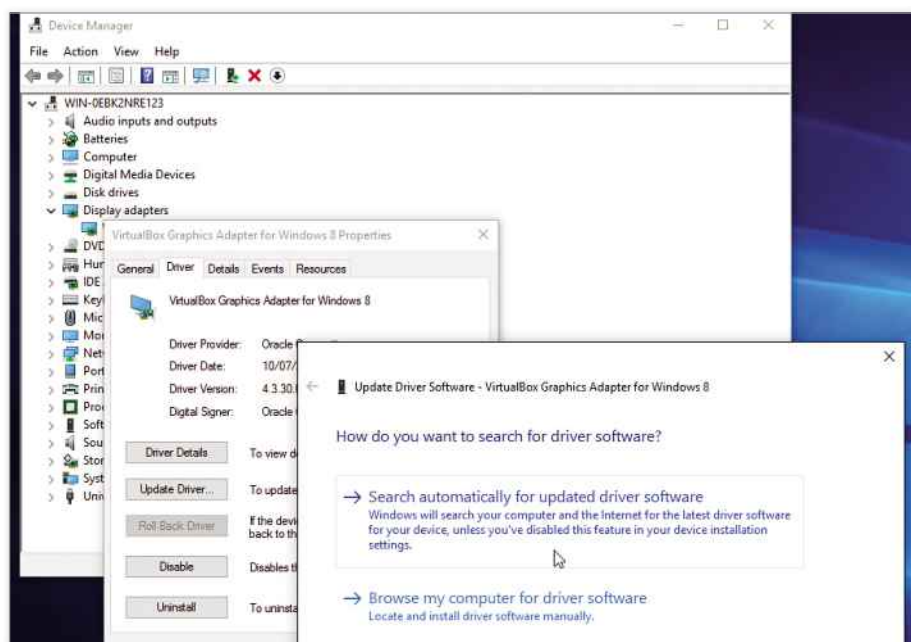 Device Manager
File Action View Help
WIN-0EBK2NRE123
Audio inputs and outputs
Batteries
Computer
Digital Media Devices
Disk drives
Display adapters
DVD
Hur
IDE
Key
Mic
Mo
Net
Port
Prin
Pro
Soft
Sou
Stor
Syst
Uni
VirtualBox Graphics Adapter for Windows 8 Properties
General Driver Details Events Resources
VirtualBox Graphics Adapter for Windows 8
Driver Provider: Oracle
Driver Date: 10/07/
Driver Version: 4.3.30.
Digital Signer: Oracle
Driver Details To view d
Update Driver... To update
Roll Back Driver If the devi
back to th
Disable Disables t
Uninstall To uninsta
Update Driver Software - VirtualBox Graphics Adapter for Windows 8
How do you want to search for driver software?
Search automatically for updated driver software
Windows will search your computer and the Internet for the latest driver software
for your device, unless you've disabled this feature in your device installation
settings.
Browse my computer for driver software
Locate and install driver software manually.